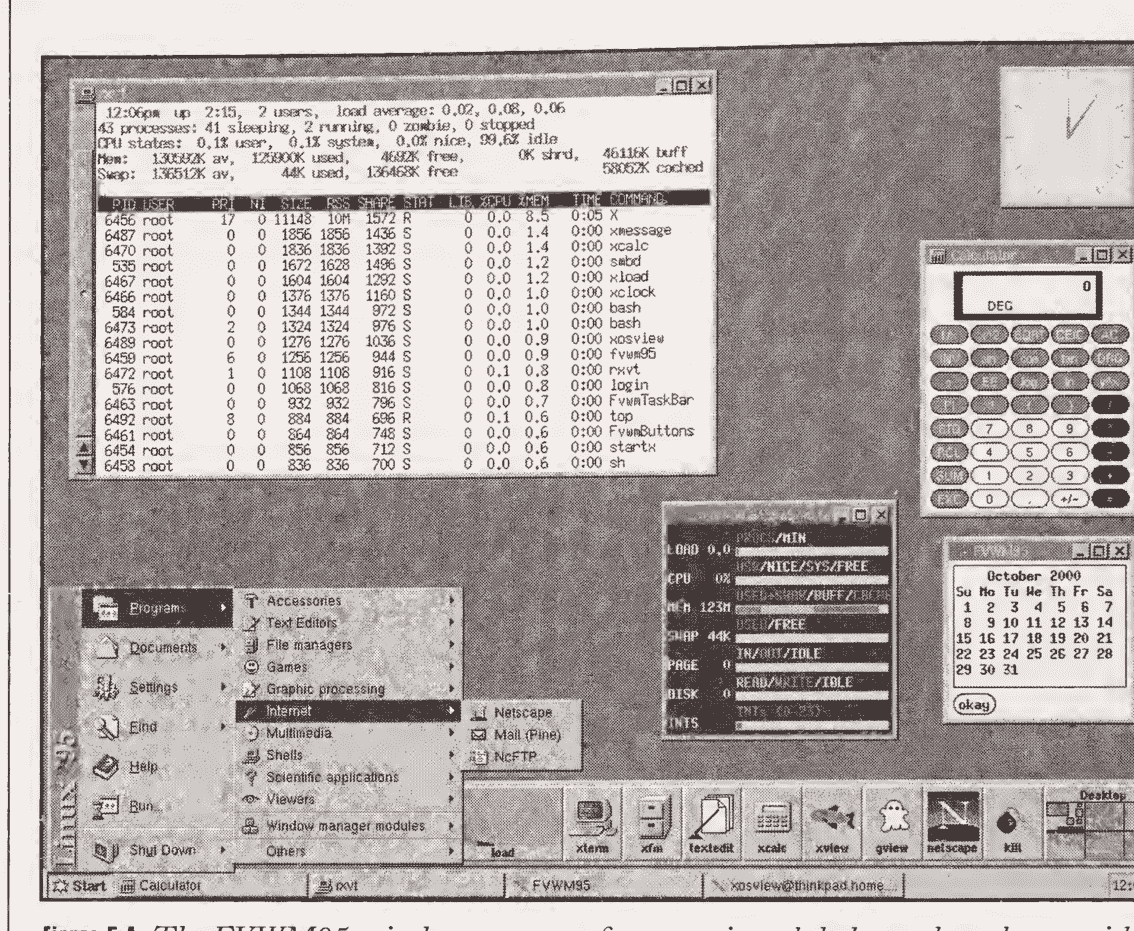 rxvt
12:06pm up 2:15, 2 users, load average: 0.02, 0.08, 0.06
43 processes: 41 sleeping, 2 running, 0 zombie, 0 stopped
CPU states: 0.1% user, 0.1% system, 0.0% nice, 99.6% idle
Mem: 130592K av, 125900K used, 4692K free, 0K shrd, 46116K buff
Swap: 136512K av, 44K used, 136468K free 58052K cached
PID USER PRI NI SIZE RSS SHARE STAT LIB %CPU %MEM TIME COMMAND
6456 root 17 0 11148 10M 1572 R 0 0.0 8.5 0:05 X
6487 root 0 0 1856 1856 1436 S 0 0.0 1.4 0:00 xmessage
6470 root 0 0 1836 1836 1392 S 0 0.0 1.4 0:00 xcalc
535 root 0 0 1672 1628 1496 S 0 0.0 1.2 0:00 smbd
6467 root 0 0 1604 1604 1292 S 0 0.0 1.2 0:00 xload
6466 root 0 0 1376 1376 1160 S 0 0.0 1.0 0:00 xclock
584 root 0 0 1344 1344 972 S 0 0.0 1.0 0:00 bash
6473 root 2 0 1324 1324 976 S 0 0.0 1.0 0:00 bash
6489 root 0 0 1276 1276 1036 S 0 0.0 0.9 0:00 xosview
6459 root 6 0 1256 1256 944 S 0 0.0 0.9 0:00 fvwm95
6472 root 1 0 1108 1108 916 S 0 0.1 0.8 0:00 rxvt
576 root 0 0 1068 1068 816 S 0 0.0 0.8 0:00 login
6463 root 0 0 932 932 796 S 0 0.0 0.7 0:00 FvwmTaskBar
6492 root 8 0 884 884 696 R 0 0.1 0.6 0:00 top
6461 root 0 0 864 864 748 S 0 0.0 0.6 0:00 FvwmButtons
6454 root 0 0 856 856 712 S 0 0.0 0.6 0:00 startx
6458 root 0 0 836 836 700 S 0 0.0 0.6 0:00 sh
Calculator
0
DEG
7 8 9
4 5 6
1 2 3 +
0 . +/- =
PROCS/MIN
LOAD 0.0
USR/NICE/SYS/FREE
CPU 0%
USED+SHAR/BUFF/CACHE
MEM 123M
USED/FREE
SWAP 44K
IN/OUT/IDLE
PAGE 0
READ/WRITE/IDLE
DISK 0
INTS
FVWM95
October 2000
Su Mo Tu We Th Fr Sa
1 2 3 4 5 6 7
8 9 10 11 12 13 14
15 16 17 18 19 20 21
22 23 24 25 26 27 28
29 30 31
okay
Linux 95
Programs
Documents
Settings
Find
Help
Run...
Shut Down
Accessories
Text Editors
File managers
Games
Graphic processing
Internet
Multimedia
Shells
Scientific applications
Viewers
Window manager modules
Others
Netscape
Mail (Pine)
NcFTP
load
xterm
xfm
textedit
xcalc
xview
gview
netscape
kill
Desktop
Start
Calculator
rxvt
FVWM95
xosview@thinkpad.home...
12: